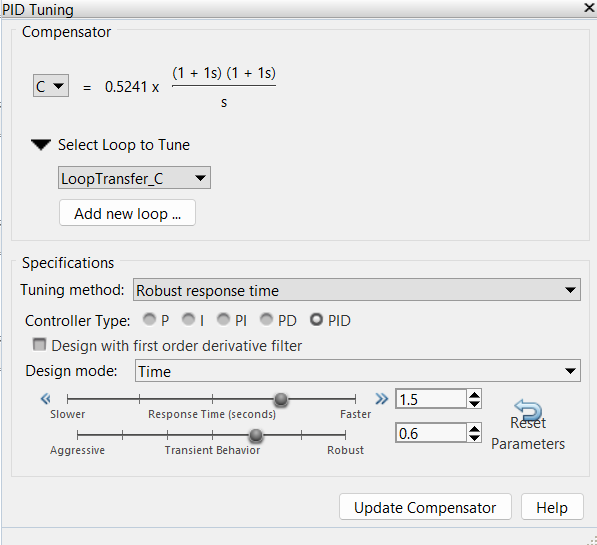 PID Tuning
Compensator
C = 0.5241 x (1 + 1s) (1 + 1s)
s
Select Loop to Tune
LoopTransfer_C
Add new loop ...
Specifications
Tuning method: Robust response time
Controller Type: P I PI PD PID
Design with first order derivative filter
Design mode: Time
Slower Response Time (seconds) Faster 1.5
Aggressive Transient Behavior Robust 0.6
Reset
Parameters
Update Compensator Help